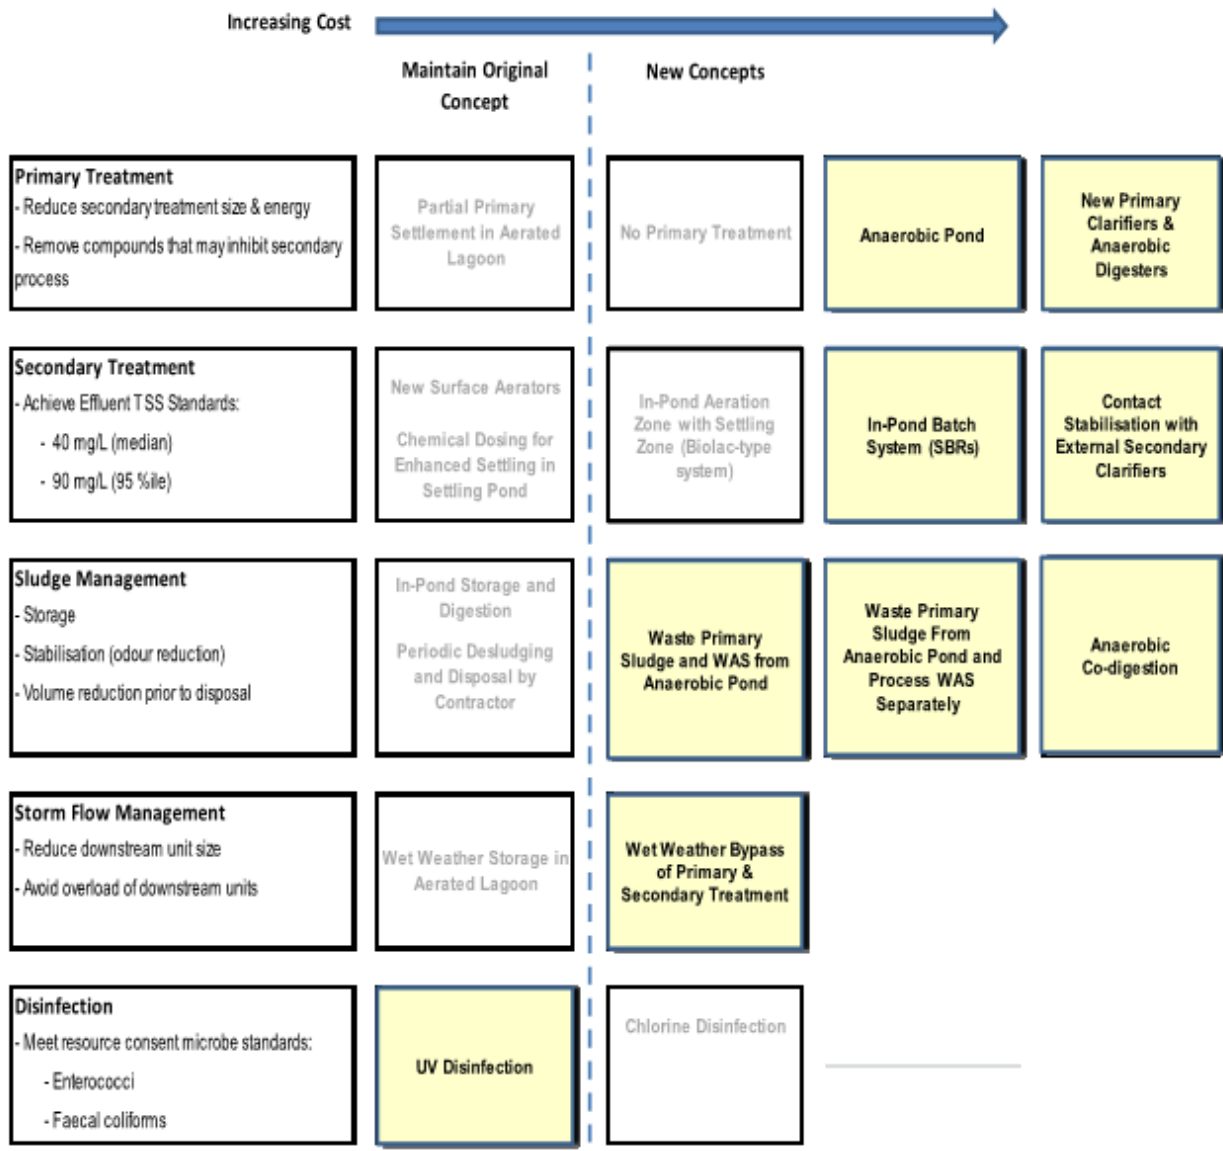 Increasing Cost
Maintain Original
Concept
New Concepts
Primary Treatment
- Reduce secondary treatment size & energy
- Remove compounds that may inhibit secondary
process
Partial Primary
Settlement in Aerated
Lagoon
No Primary Treatment
Anaerobic Pond
New Primary
Clarifiers &
Anaerobic
Digesters
Secondary Treatment
- Achieve Effluent TSS Standards:
- 40 mg/L (median)
- 90 mg/L (95 %ile)
New Surface Aerators
Chemical Dosing for
Enhanced Settling in
Settling Pond
In-Pond Aeration
Zone with Settling
Zone (Biolac-type
system)
In-Pond Batch
System (SBRs)
Contact
Stabilisation with
External Secondary
Clarifiers
Sludge Management
- Storage
- Stabilisation (odour reduction)
- Volume reduction prior to disposal
In-Pond Storage and
Digestion
Periodic Desludging
and Disposal by
Contractor
Waste Primary
Sludge and WAS from
Anaerobic Pond
Waste Primary
Sludge From
Anaerobic Pond and
Process WAS
Separately
Anaerobic
Co-digestion
Storm Flow Management
- Reduce downstream unit size
- Avoid overload of downstream units
Wet Weather Storage in
Aerated Lagoon
Wet Weather Bypass
of Primary &
Secondary Treatment
Disinfection
- Meet resource consent microbe standards:
- Enterococci
- Faecal coliforms
UV Disinfection
Chlorine Disinfection